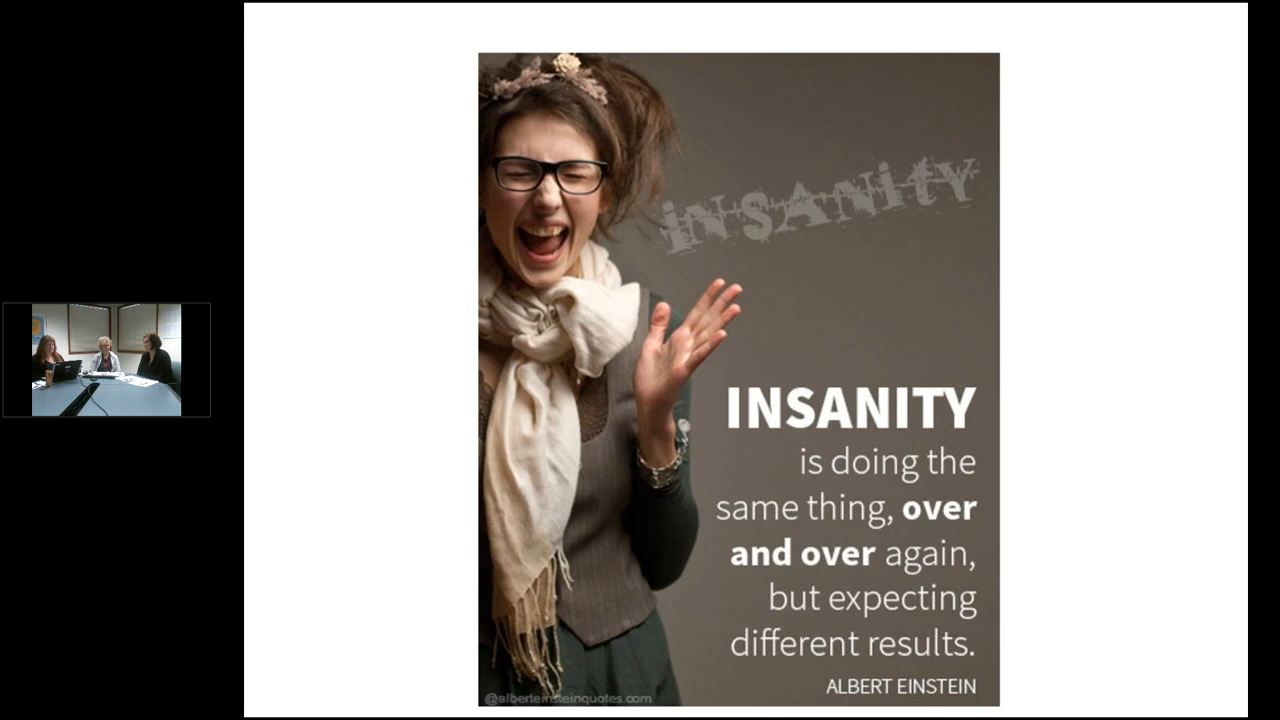 iNSANitY
INSANITY
is doing the
same thing, over
and over again,
but expecting
different results.
ALBERT EINSTEIN
@alberteinsteinquotes.com